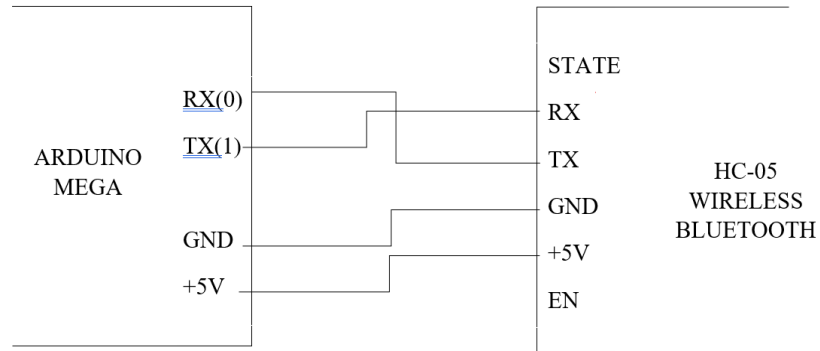 ARDUINO
MEGA
RX(0)
TX(1)
GND
+5V
STATE
RX
TX
GND
+5V
EN
HC-05
WIRELESS
BLUETOOTH